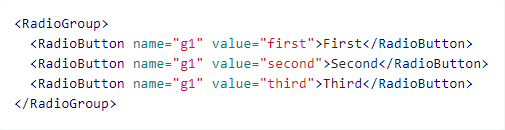 <RadioGroup>
  <RadioButton name="g1" value="first">First</RadioButton>
  <RadioButton name="g1" value="second">Second</RadioButton>
  <RadioButton name="g1" value="third">Third</RadioButton>
</RadioGroup>